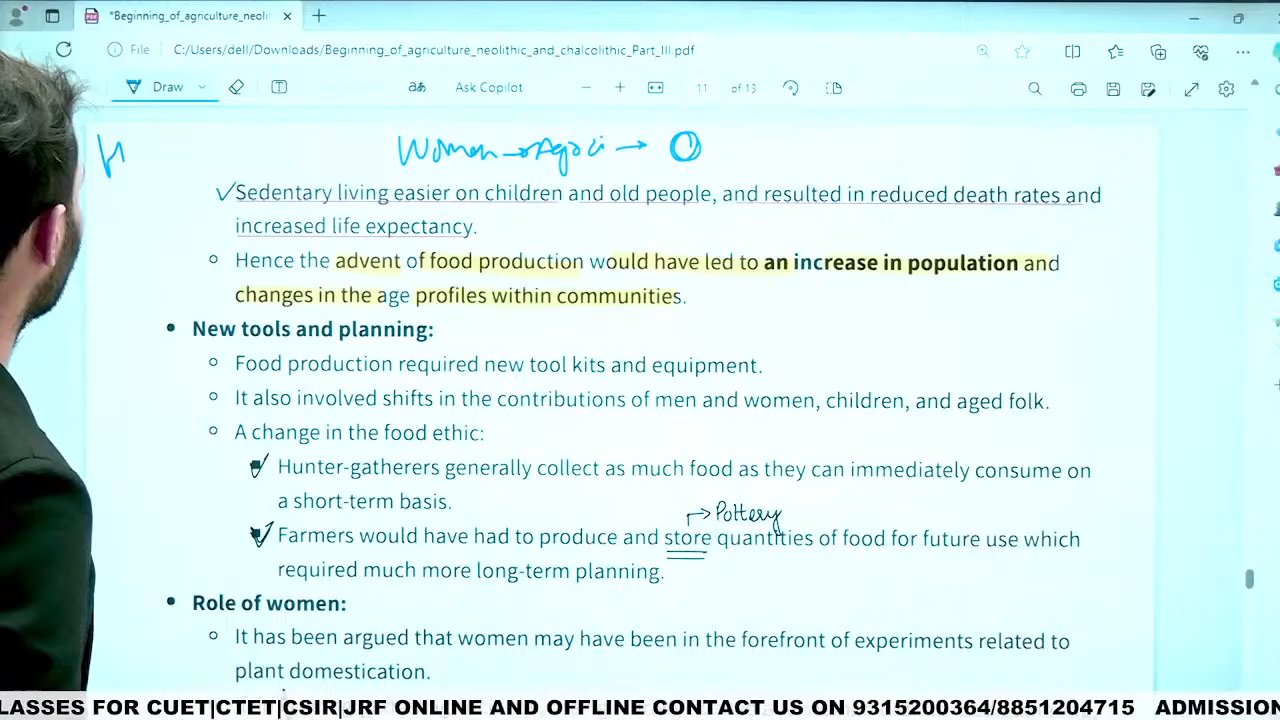 *Beginning_of_agriculture_neoli
File
C:/Users/dell/Downloads/Beginning_of_agriculture_neolithic_and_chalcolithic_Part_III.pdf
Draw
Ask Copilot
11 of 13
Women → Agri →
✓ Sedentary living easier on children and old people, and resulted in reduced death rates and
increased life expectancy.
Hence the advent of food production would have led to an increase in population and
changes in the age profiles within communities.
• New tools and planning:
Food production required new tool kits and equipment.
It also involved shifts in the contributions of men and women, children, and aged folk.
A change in the food ethic:
Hunter-gatherers generally collect as much food as they can immediately consume on
a short-term basis.
→ Pottery
Farmers would have had to produce and store quantities of food for future use which
required much more long-term planning.
• Role of women:
It has been argued that women may have been in the forefront of experiments related to
plant domestication.
LASSES FOR CUET|CTET|CSIR|JRF ONLINE AND OFFLINE CONTACT US ON 9315200364/8851204715 ADMISSION